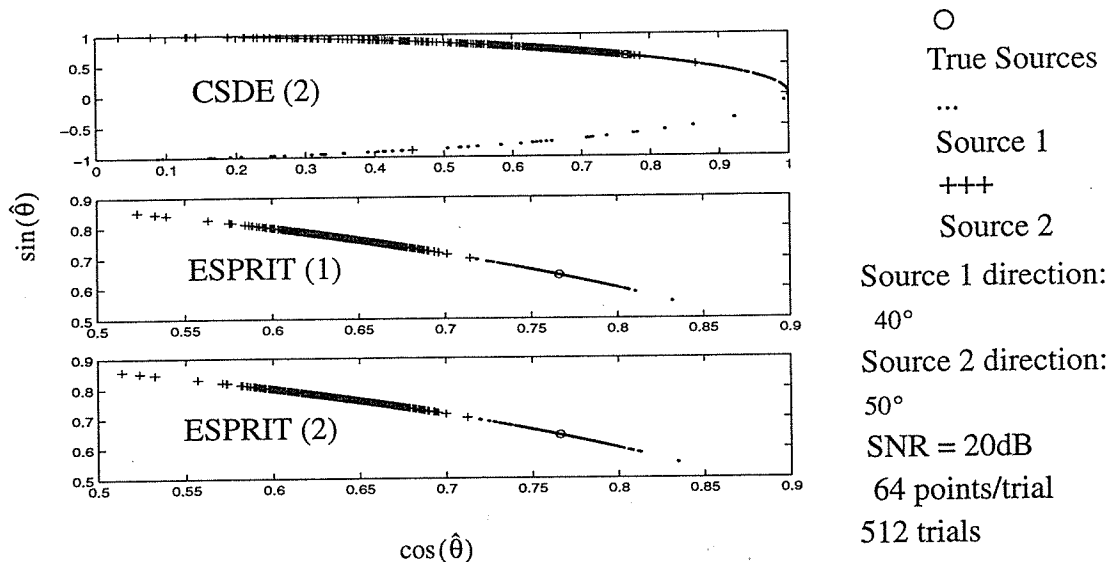 1
0.5
0
−0.5
−1
CSDE (2)
0 0.1 0.2 0.3 0.4 0.5 0.6 0.7 0.8 0.9 1
0.9
0.8
0.7
0.6
0.5
ESPRIT (1)
0.5 0.55 0.6 0.65 0.7 0.75 0.8 0.85 0.9
0.9
0.8
0.7
0.6
0.5
ESPRIT (2)
0.5 0.55 0.6 0.65 0.7 0.75 0.8 0.85 0.9
sin(θ̂)
cos(θ̂)
True Sources
...
Source 1
+++
Source 2
Source 1 direction:
40°
Source 2 direction:
50°
SNR = 20dB
64 points/trial
512 trials